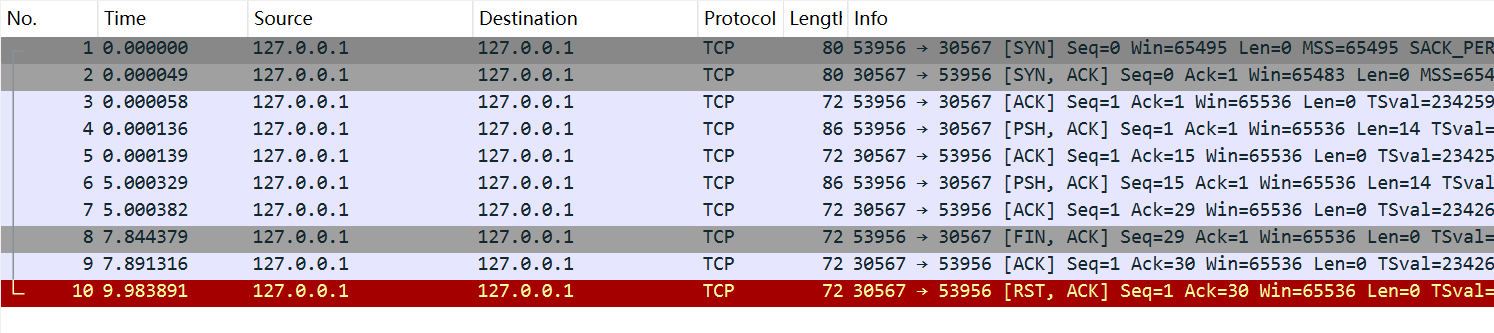 No. Time Source Destination Protocol Length Info
1 0.000000 127.0.0.1 127.0.0.1 TCP 80 53956 → 30567 [SYN] Seq=0 Win=65495 Len=0 MSS=65495 SACK_PER
2 0.000049 127.0.0.1 127.0.0.1 TCP 80 30567 → 53956 [SYN, ACK] Seq=0 Ack=1 Win=65483 Len=0 MSS=654
3 0.000058 127.0.0.1 127.0.0.1 TCP 72 53956 → 30567 [ACK] Seq=1 Ack=1 Win=65536 Len=0 TSval=234259
4 0.000136 127.0.0.1 127.0.0.1 TCP 86 53956 → 30567 [PSH, ACK] Seq=1 Ack=1 Win=65536 Len=14 TSval=
5 0.000139 127.0.0.1 127.0.0.1 TCP 72 30567 → 53956 [ACK] Seq=1 Ack=15 Win=65536 Len=0 TSval=23425
6 5.000329 127.0.0.1 127.0.0.1 TCP 86 53956 → 30567 [PSH, ACK] Seq=15 Ack=1 Win=65536 Len=14 TSval
7 5.000382 127.0.0.1 127.0.0.1 TCP 72 30567 → 53956 [ACK] Seq=1 Ack=29 Win=65536 Len=0 TSval=23426
8 7.844379 127.0.0.1 127.0.0.1 TCP 72 53956 → 30567 [FIN, ACK] Seq=29 Ack=1 Win=65536 Len=0 TSval=
9 7.891316 127.0.0.1 127.0.0.1 TCP 72 30567 → 53956 [ACK] Seq=1 Ack=30 Win=65536 Len=0 TSval=23426
10 9.983891 127.0.0.1 127.0.0.1 TCP 72 30567 → 53956 [RST, ACK] Seq=1 Ack=30 Win=65536 Len=0 TSval=